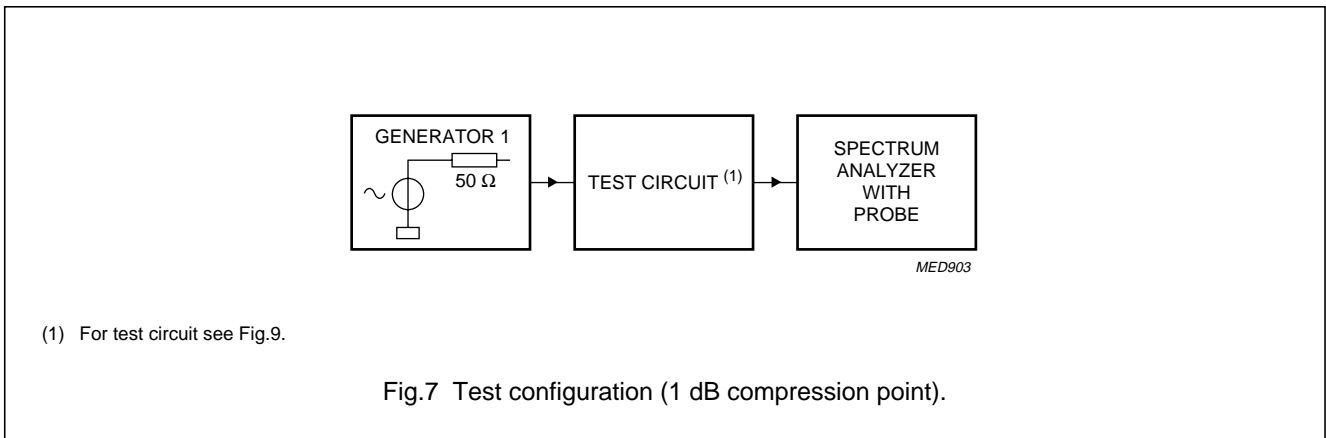 GENERATOR 1
50 Ω
TEST CIRCUIT (1)
SPECTRUM
ANALYZER
WITH
PROBE
MED903
(1) For test circuit see Fig.9.
Fig.7 Test configuration (1 dB compression point).